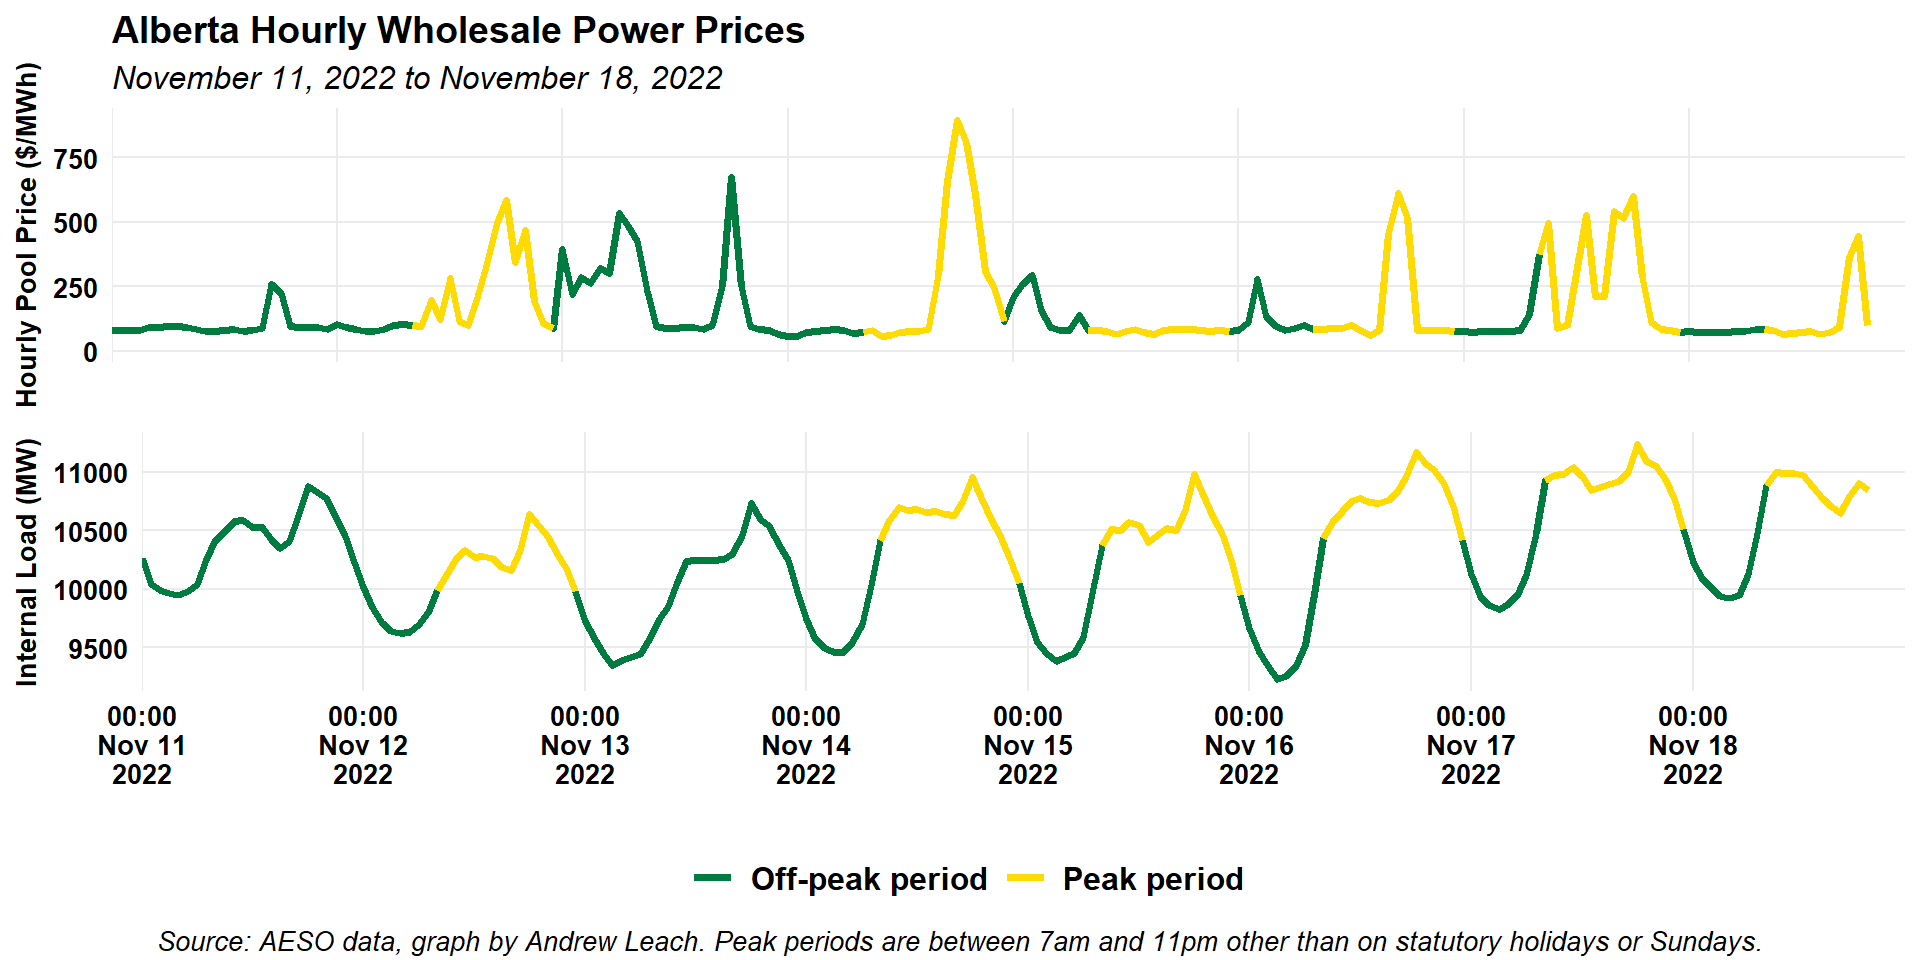 Alberta Hourly Wholesale Power Prices
November 11, 2022 to November 18, 2022
Hourly Pool Price ($/MWh)
750
500
250
0
Internal Load (MW)
11000
10500
10000
9500
00:00
Nov 11
2022
00:00
Nov 12
2022
00:00
Nov 13
2022
00:00
Nov 14
2022
00:00
Nov 15
2022
00:00
Nov 16
2022
00:00
Nov 17
2022
00:00
Nov 18
2022
Off-peak period
Peak period
Source: AESO data, graph by Andrew Leach. Peak periods are between 7am and 11pm other than on statutory holidays or Sundays.